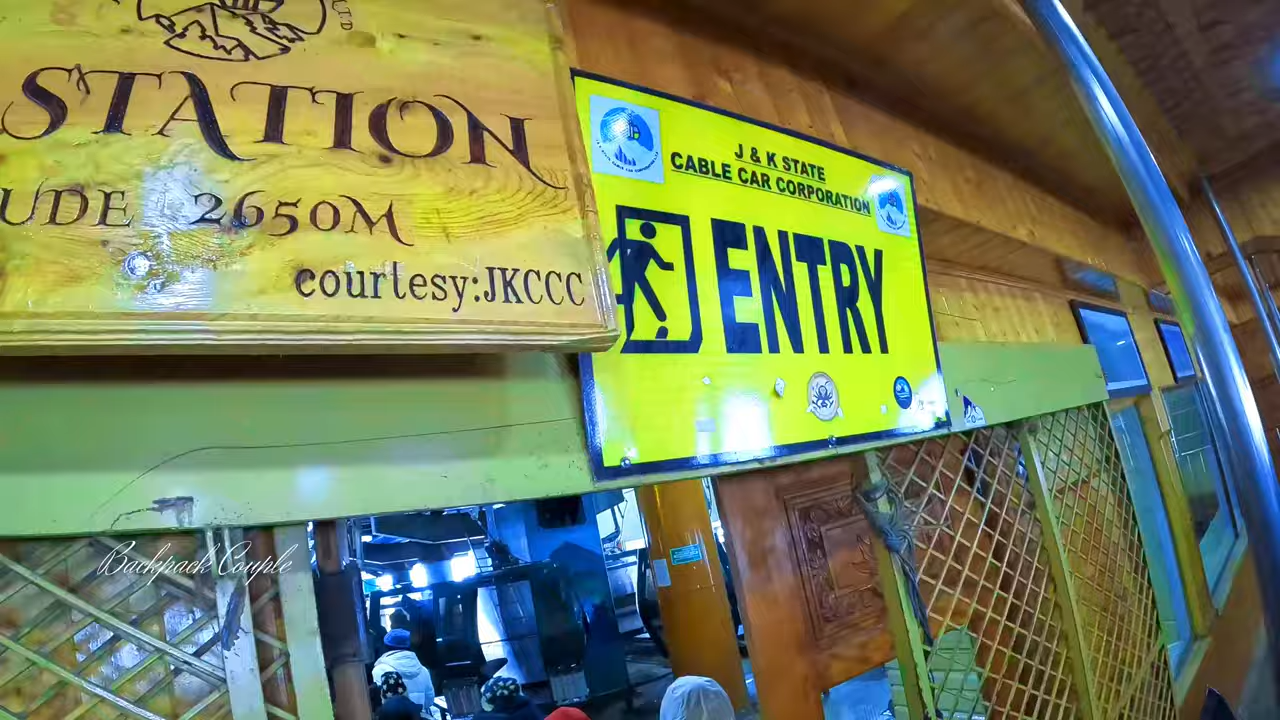 STATION
UDE 2650M
courtesy:JKCCC
J & K STATE
CABLE CAR CORPORATION
ENTRY
Backpack Couple